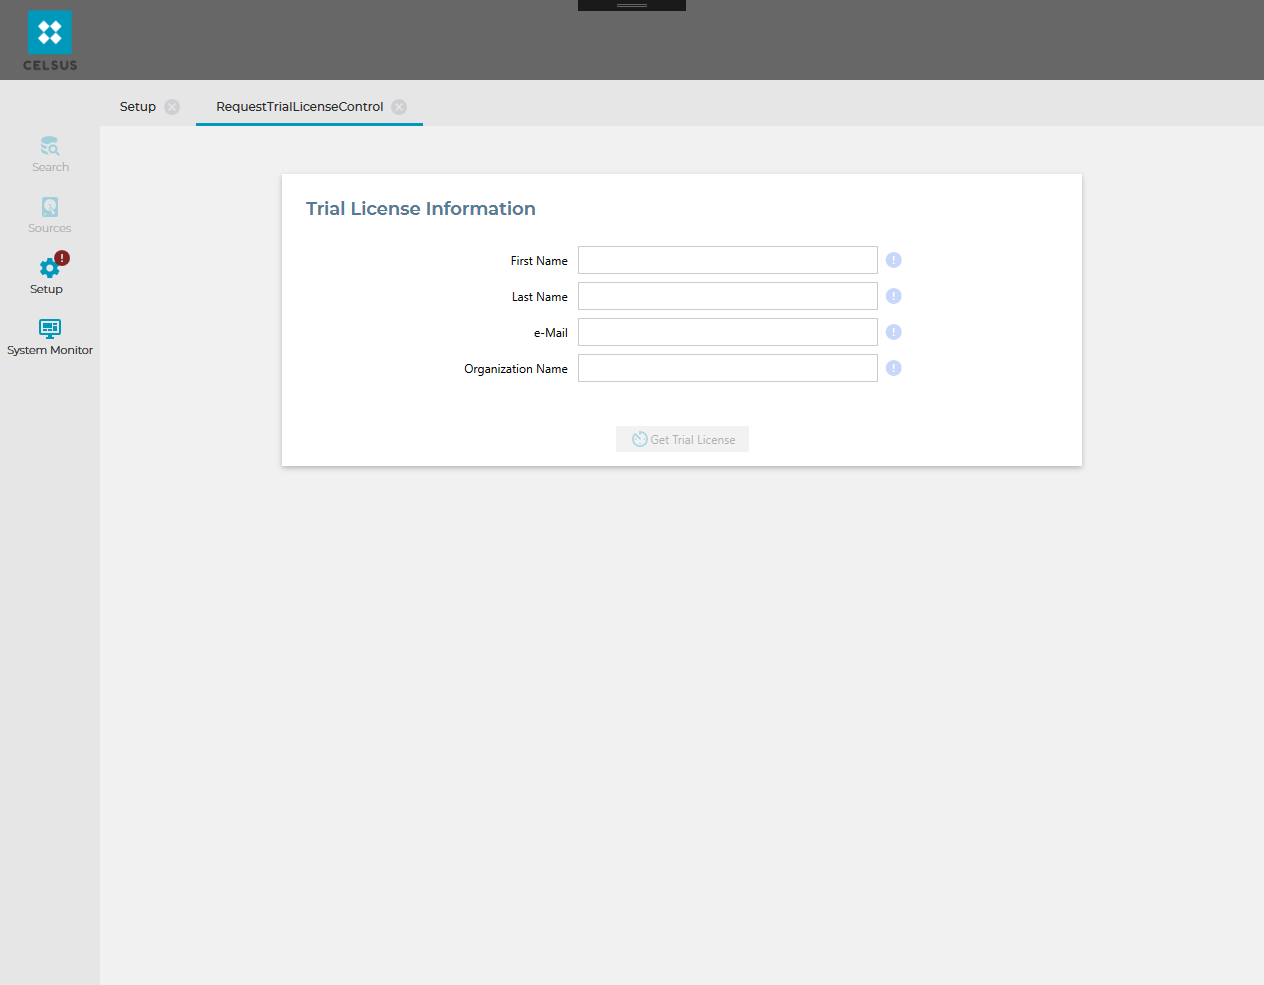 CELSUS
Setup
RequestTrialLicenseControl
Search
Sources
!
Setup
System Monitor
Trial License Information
First Name
!
Last Name
!
e-Mail
!
Organization Name
!
Get Trial License